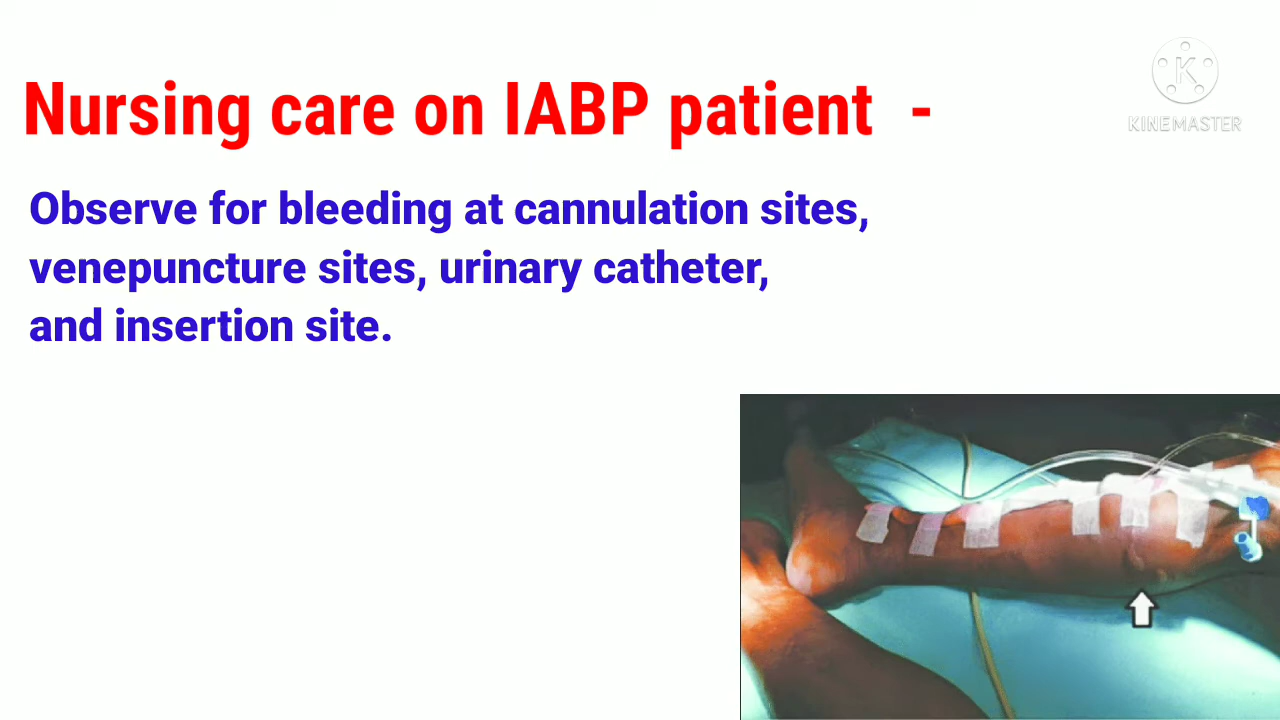 Nursing care on IABP patient -
Observe for bleeding at cannulation sites,
venepuncture sites, urinary catheter,
and insertion site.
K
KINEMASTER